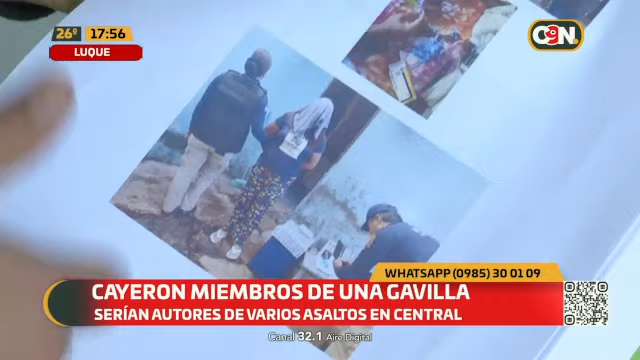 26º 17:56
LUQUE
C9N
WHATSAPP (0985) 30 01 09
CAYERON MIEMBROS DE UNA GAVILLA
SERÍAN AUTORES DE VARIOS ASALTOS EN CENTRAL
Canal 32.1 Aire Digital